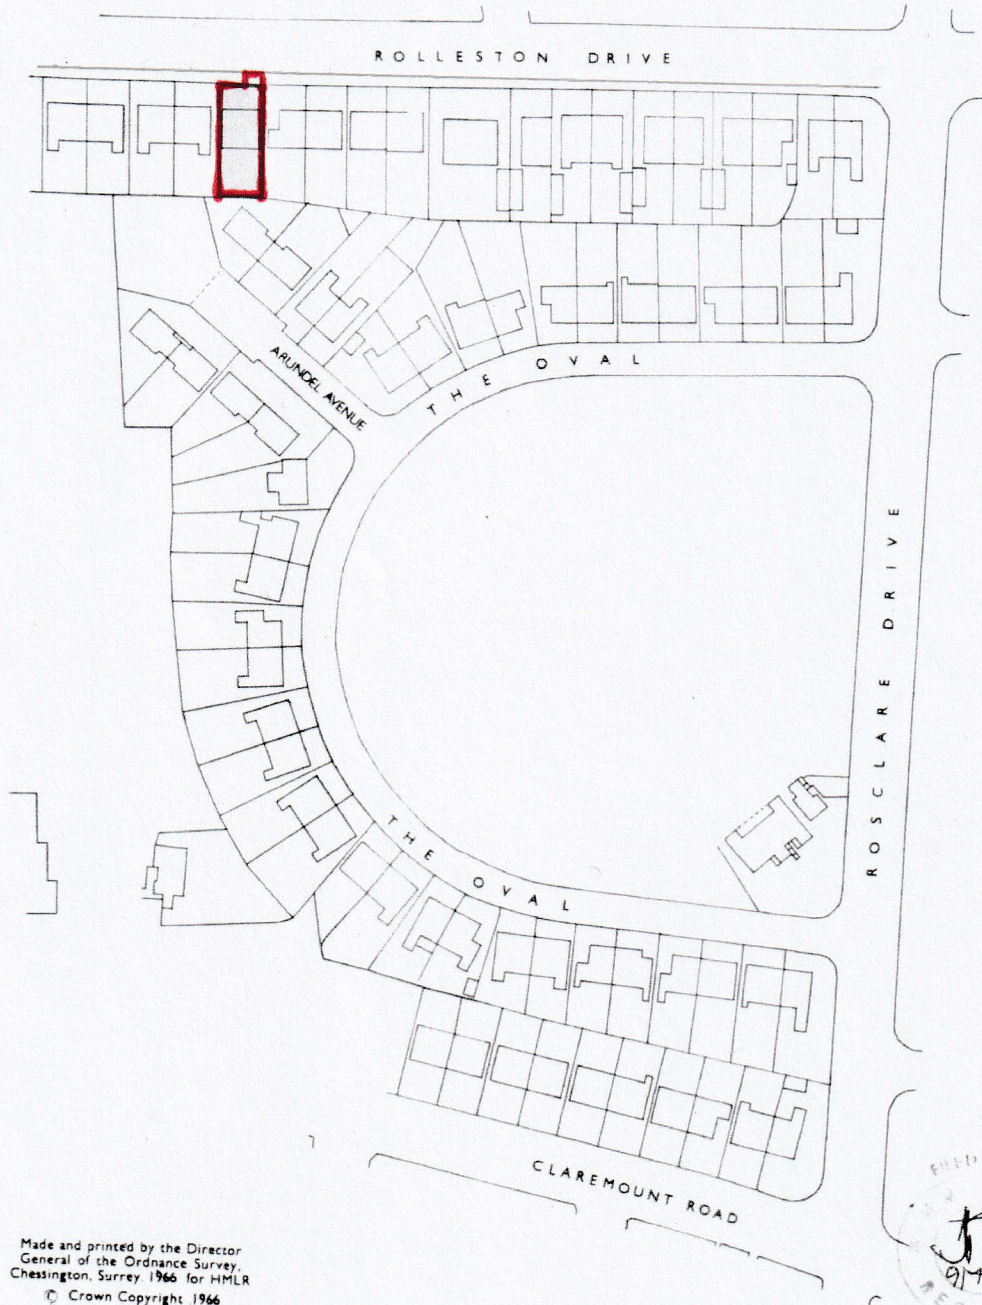 ROLLESTON DRIVE
ARUNDEL AVENUE
THE OVAL
ROSCLARE DRIVE
THE OVAL
CLAREMOUNT ROAD
FILED
Made and printed by the Director
General of the Ordnance Survey,
Chessington, Surrey. 1966 for HMLR
© Crown Copyright 1966